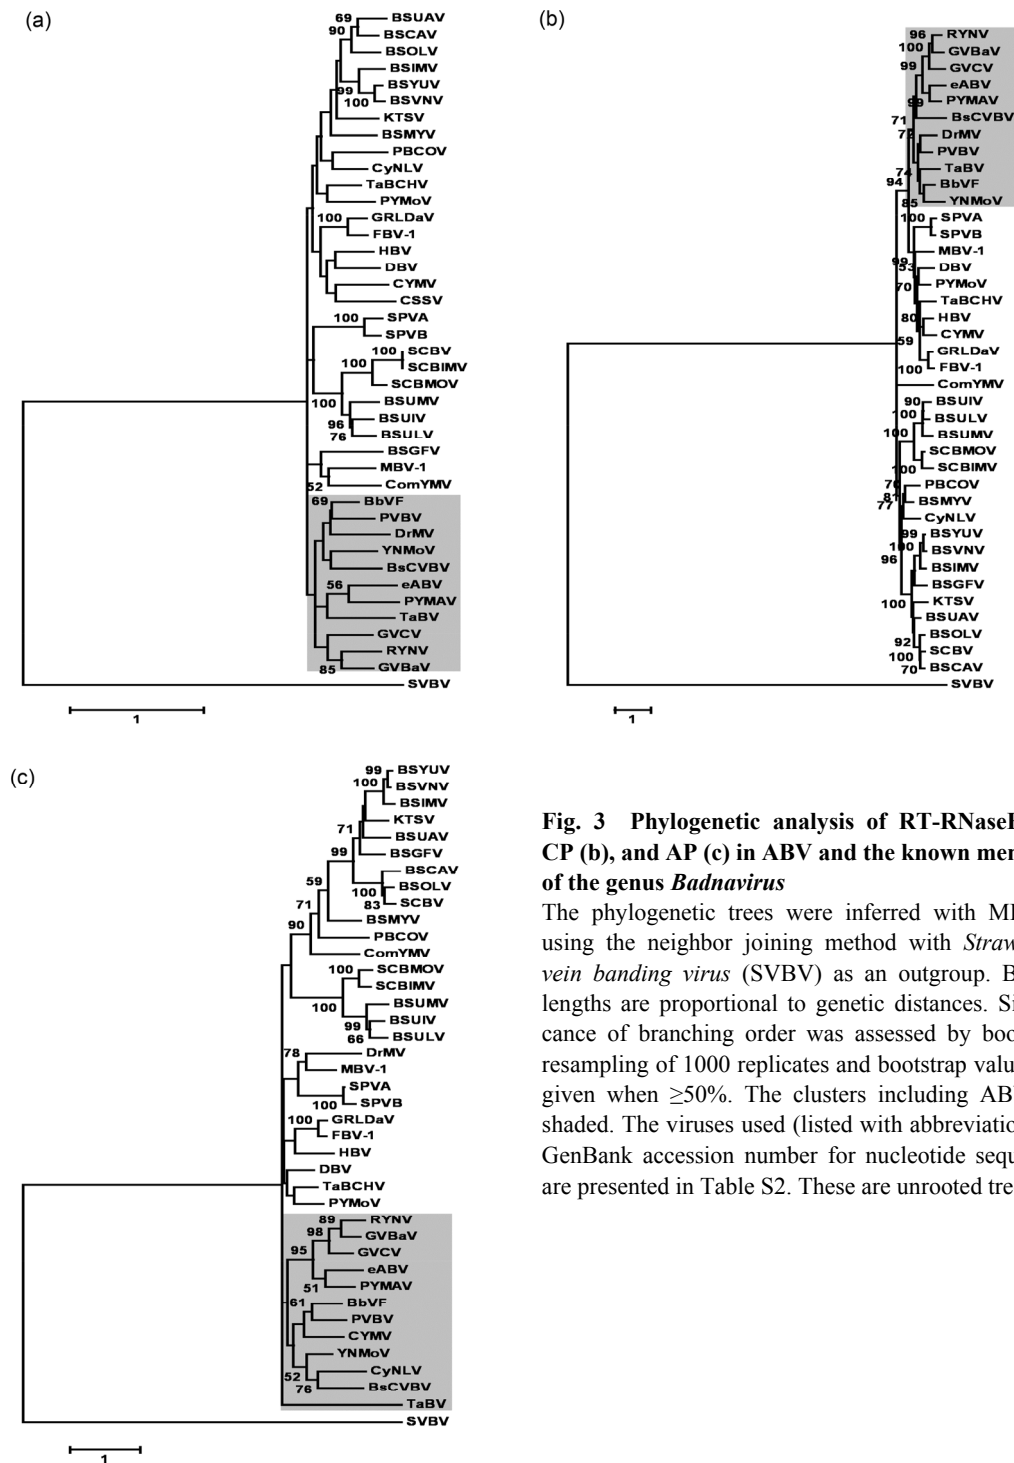 (a)
69
BSUAV
90
BSCAV
BSOLV
BSIMV
99
BSYUV
100
BSVNV
KTSV
BSMYV
PBCOV
CyNLV
TaBCHV
PYMoV
100
GRLDaV
FBV-1
HBV
DBV
CYMV
CSSV
100
SPVA
SPVB
100
SCBV
100
SCBIMV
SCBMOV
100
BSUMV
96
BSUIV
76
BSULV
BSGFV
MBV-1
52
ComYMV
69
BbVF
PVBV
DrMV
YNMoV
BsCVBV
56
eABV
PYMAV
TaBV
GVCV
RYNV
85
GVBaV
SVBV
1
(b)
96
RYNV
100
GVBaV
99
GVCV
eABV
99
PYMAV
71
BsCVBV
72
DrMV
PVBV
74
TaBV
94
BbVF
85
YNMoV
100
SPVA
SPVB
MBV-1
99
53
DBV
70
PYMoV
TaBCHV
80
HBV
CYMV
59
GRLDaV
100
FBV-1
ComYMV
90
BSUIV
100
BSULV
100
BSUMV
SCBMOV
100
SCBIMV
70
PBCOV
81
77
BSMYV
CyNLV
99
BSYUV
100
BSVNV
96
BSIMV
BSGFV
100
KTSV
BSUAV
92
BSOLV
100
SCBV
70
BSCAV
SVBV
1
(c)
99
BSYUV
100
BSVNV
BSIMV
71
KTSV
BSUAV
99
BSGFV
59
BSCAV
100
BSOLV
83
SCBV
71
BSMYV
90
PBCOV
ComYMV
100
SCBMOV
SCBIMV
100
BSUMV
99
BSUIV
66
BSULV
78
DrMV
MBV-1
SPVA
100
SPVB
100
GRLDaV
FBV-1
HBV
DBV
TaBCHV
PYMoV
89
RYNV
98
GVBaV
95
GVCV
eABV
51
PYMAV
61
BbVF
PVBV
CYMV
YNMoV
52
CyNLV
76
BsCVBV
TaBV
SVBV
1
Fig. 3 Phylogenetic analysis of RT-RNase
CP (b), and AP (c) in ABV and the known mem
of the genus Badnavirus
The phylogenetic trees were inferred with M
using the neighbor joining method with Straw
vein banding virus (SVBV) as an outgroup. B
lengths are proportional to genetic distances. Si
cance of branching order was assessed by boo
resampling of 1000 replicates and bootstrap valu
given when ≥50%. The clusters including AB
shaded. The viruses used (listed with abbreviatio
GenBank accession number for nucleotide sequ
are presented in Table S2. These are unrooted tre